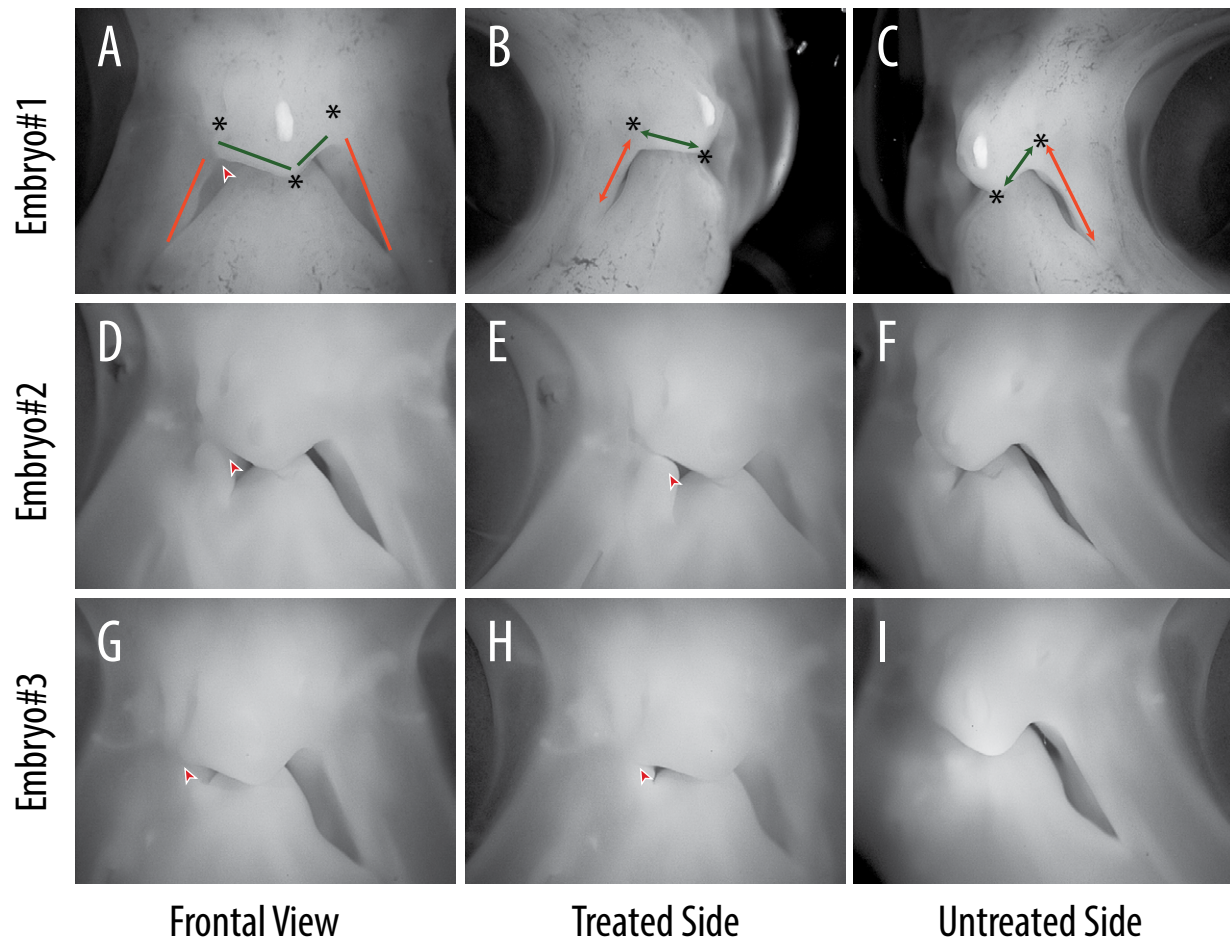 A
B
C
Embryo#1
* * *
* *
* *
D
E
F
Embryo#2
G
H
I
Embryo#3
Frontal View
Treated Side
Untreated Side